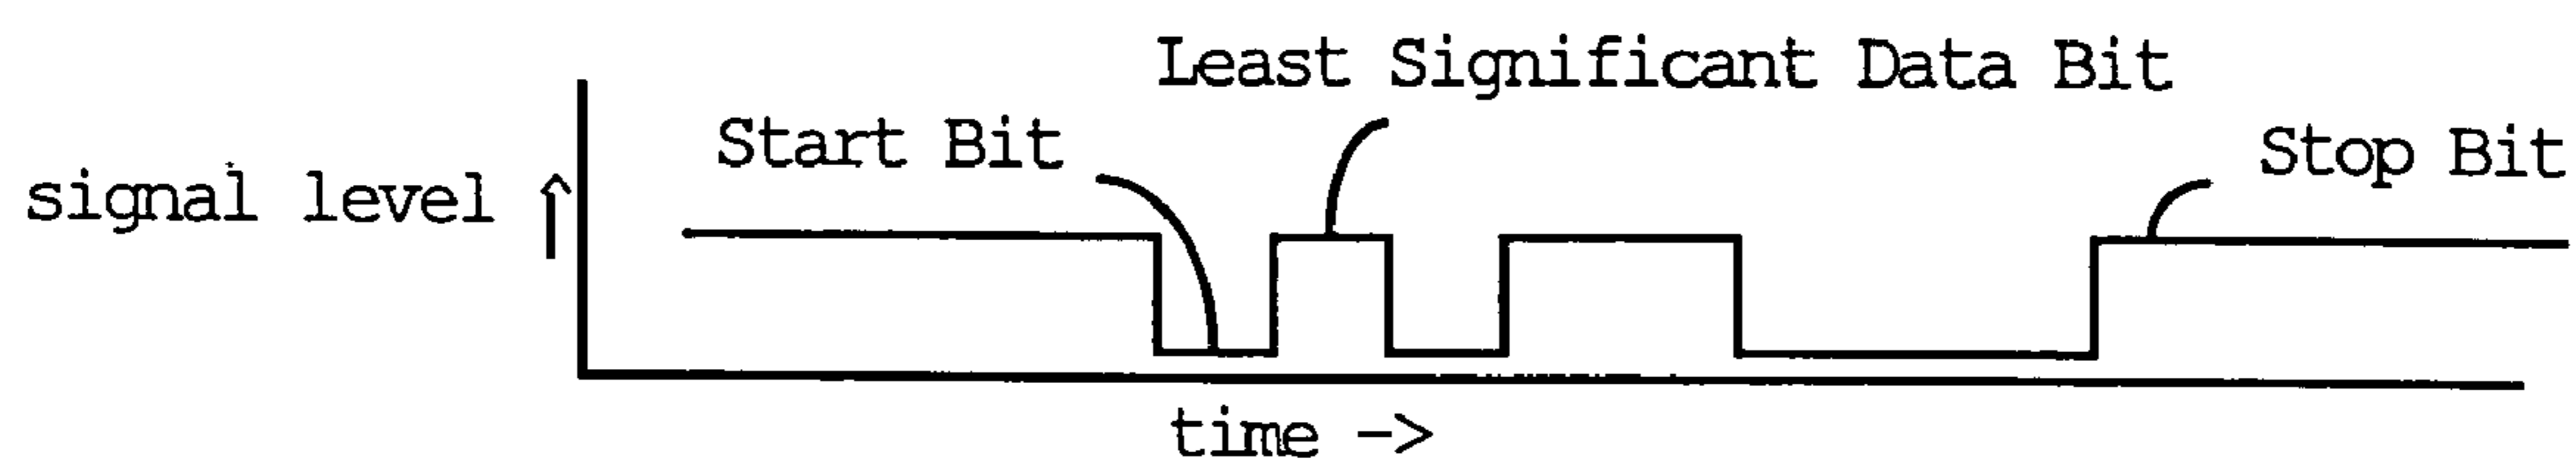 Least Significant Data Bit
Start Bit
Stop Bit
signal level ↑
time ->